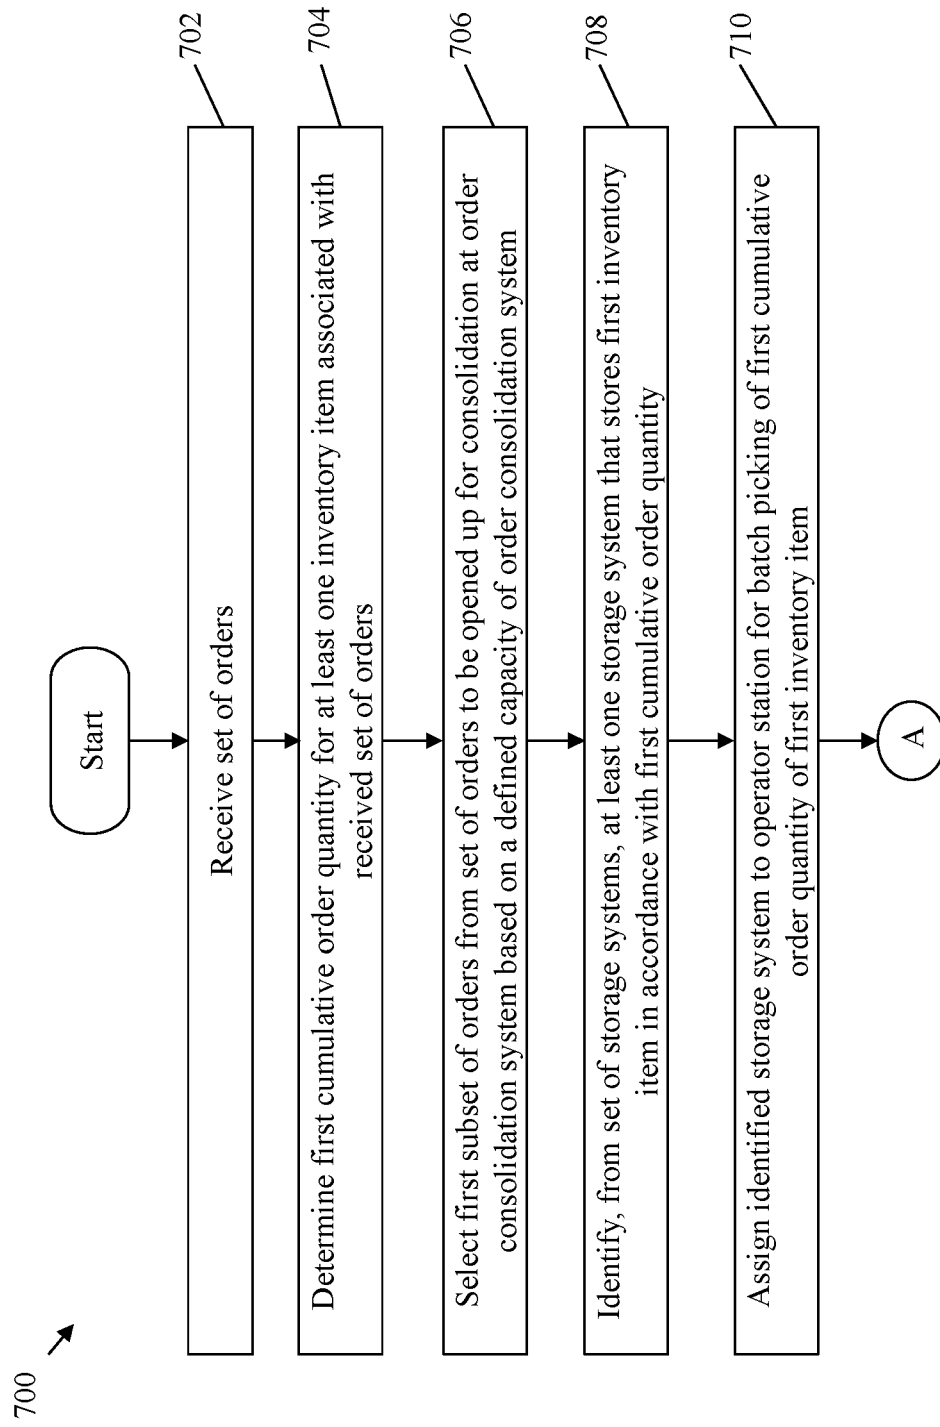 700
Start
702
Receive set of orders
704
Determine first cumulative order quantity for at least one inventory item associated with
received set of orders
706
Select first subset of orders from set of orders to be opened up for consolidation at order
consolidation system based on a defined capacity of order consolidation system
708
Identify, from set of storage systems, at least one storage system that stores first inventory
item in accordance with first cumulative order quantity
710
Assign identified storage system to operator station for batch picking of first cumulative
order quantity of first inventory item
A